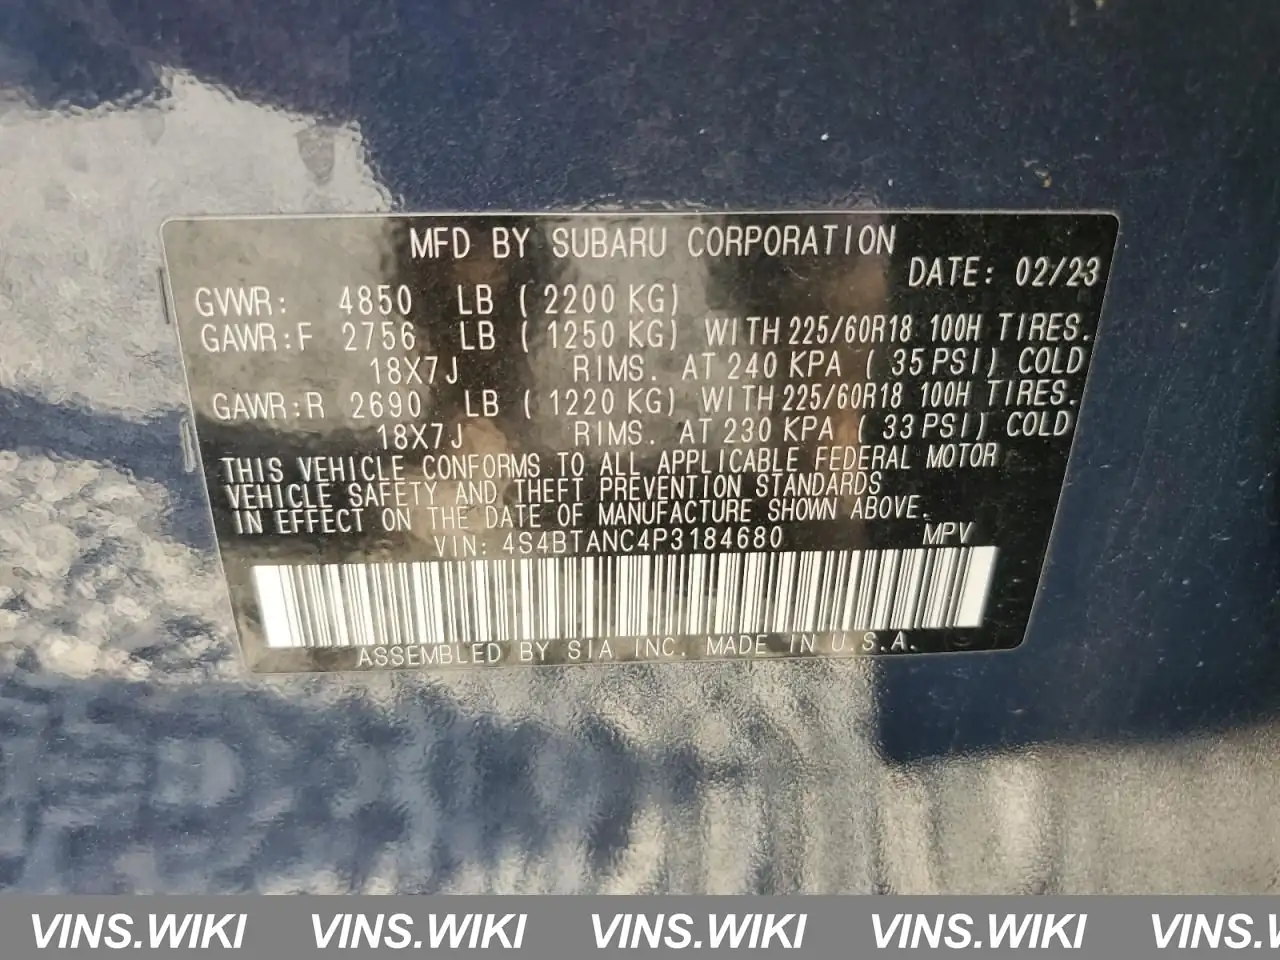 MFD BY SUBARU CORPORATION
DATE: 02/23
GVWR: 4850 LB ( 2200 KG)
GAWR:F 2756 LB ( 1250 KG) WITH 225/60R18 100H TIRES.
18X7J RIMS. AT 240 KPA ( 35 PSI) COLD
GAWR:R 2690 LB ( 1220 KG) WITH 225/60R18 100H TIRES.
18X7J RIMS. AT 230 KPA ( 33 PSI) COLD
THIS VEHICLE CONFORMS TO ALL APPLICABLE FEDERAL MOTOR
VEHICLE SAFETY AND THEFT PREVENTION STANDARDS
IN EFFECT ON THE DATE OF MANUFACTURE SHOWN ABOVE.
VIN: 4S4BTANC4P3184680 MPV
ASSEMBLED BY SIA INC. MADE IN U.S.A.
VINS.WIKI VINS.WIKI VINS.WIKI VINS.WIKI VINS.W